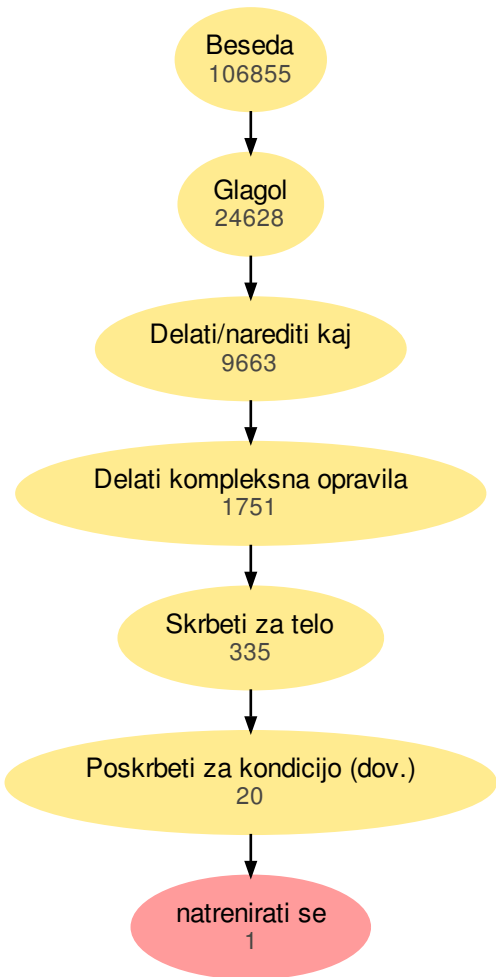 Beseda
106855
Glagol
24628
Delati/narediti kaj
9663
Delati kompleksna opravila
1751
Skrbeti za telo
335
Poskrbeti za kondicijo (dov.)
20
natrenirati se
1